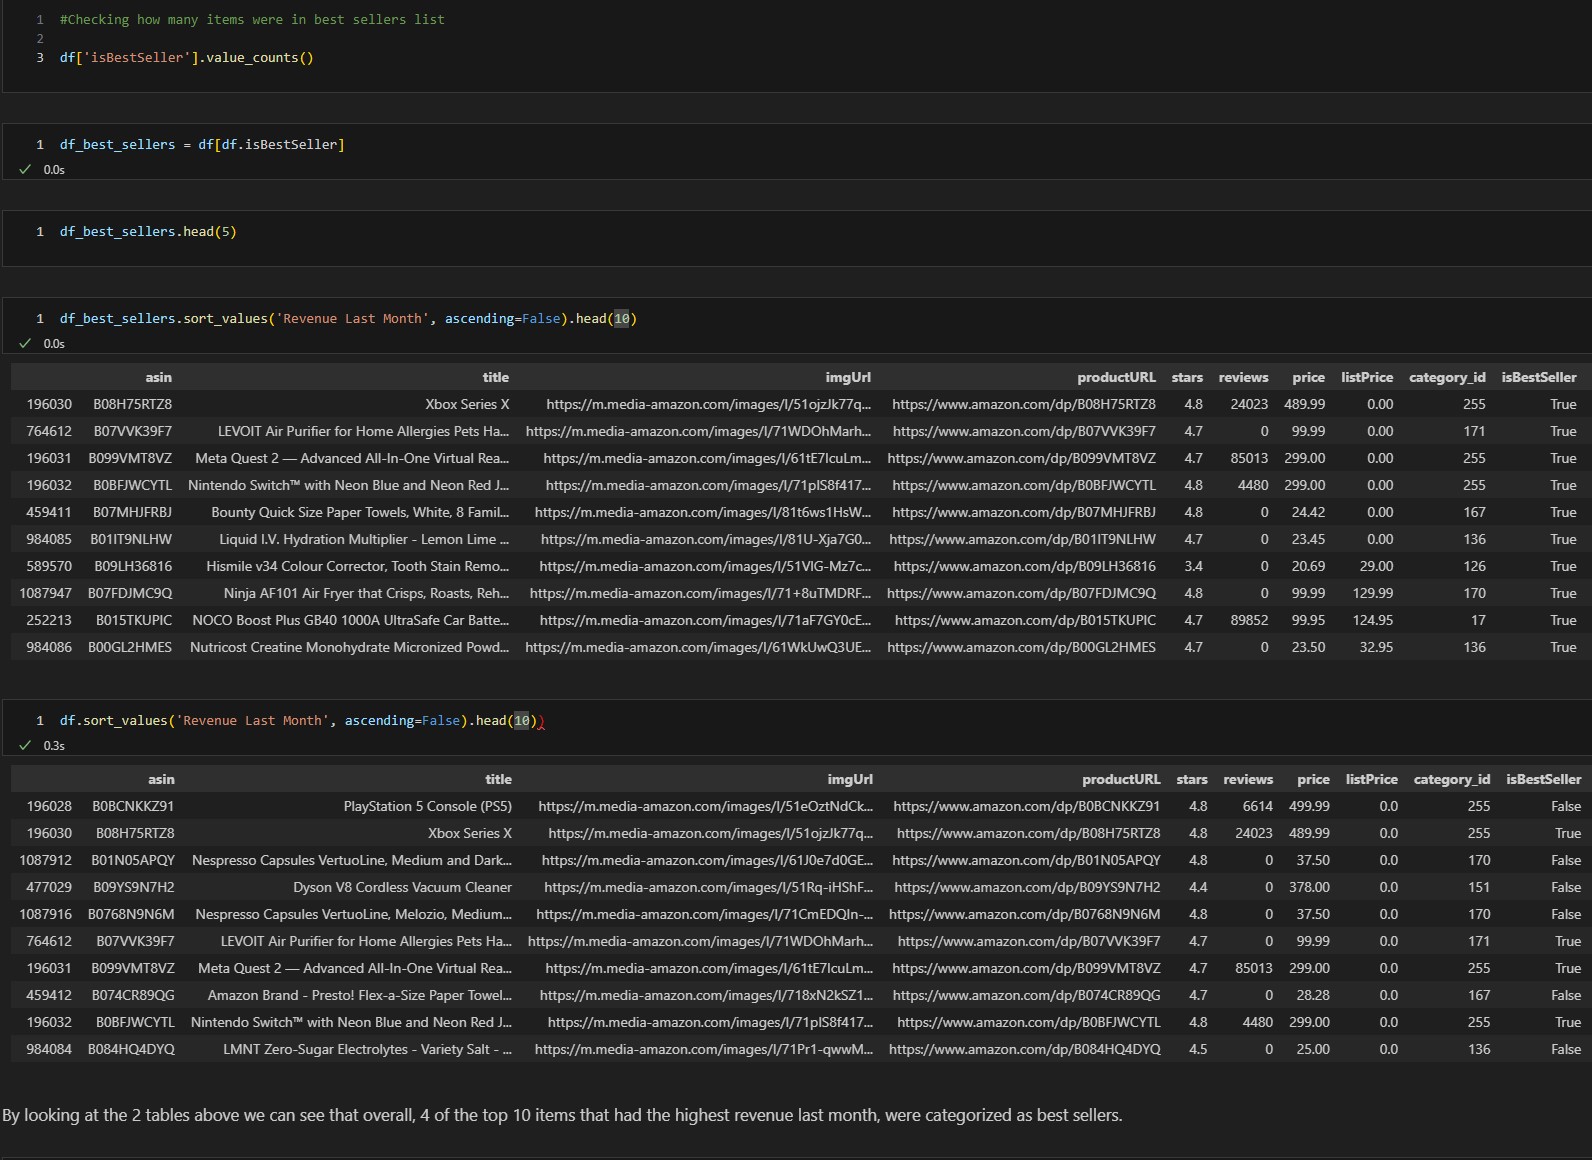 1 #Checking how many items were in best sellers list
2
3 df['isBestSeller'].value_counts()
1 df_best_sellers = df[df.isBestSeller]
0.0s
1 df_best_sellers.head(5)
1 df_best_sellers.sort_values('Revenue Last Month', ascending=False).head(10)
0.0s
asin title imgUrl productURL stars reviews price listPrice category_id isBestSeller
196030 B08H75RTZ8 Xbox Series X https://m.media-amazon.com/images/I/51ojzJk77q... https://www.amazon.com/dp/B08H75RTZ8 4.8 24023 489.99 0.00 255 True
764612 B07VVK39F7 LEVOIT Air Purifier for Home Allergies Pets Ha... https://m.media-amazon.com/images/I/71WDOhMarh... https://www.amazon.com/dp/B07VVK39F7 4.7 0 99.99 0.00 171 True
196031 B099VMT8VZ Meta Quest 2 — Advanced All-In-One Virtual Rea... https://m.media-amazon.com/images/I/61tE7IcuLm... https://www.amazon.com/dp/B099VMT8VZ 4.7 85013 299.00 0.00 255 True
196032 B0BFJWCYTL Nintendo Switch™ with Neon Blue and Neon Red J... https://m.media-amazon.com/images/I/71plS8f417... https://www.amazon.com/dp/B0BFJWCYTL 4.8 4480 299.00 0.00 255 True
459411 B07MHJFRBJ Bounty Quick Size Paper Towels, White, 8 Famil... https://m.media-amazon.com/images/I/81t6ws1HsW... https://www.amazon.com/dp/B07MHJFRBJ 4.8 0 24.42 0.00 167 True
984085 B01IT9NLHW Liquid I.V. Hydration Multiplier - Lemon Lime ... https://m.media-amazon.com/images/I/81U-Xja7G0... https://www.amazon.com/dp/B01IT9NLHW 4.7 0 23.45 0.00 136 True
589570 B09LH36816 Hismile v34 Colour Corrector, Tooth Stain Remo... https://m.media-amazon.com/images/I/51VIG-Mz7c... https://www.amazon.com/dp/B09LH36816 3.4 0 20.69 29.00 126 True
1087947 B07FDJMC9Q Ninja AF101 Air Fryer that Crisps, Roasts, Reh... https://m.media-amazon.com/images/I/71+8uTMDRF... https://www.amazon.com/dp/B07FDJMC9Q 4.8 0 99.99 129.99 170 True
252213 B015TKUPIC NOCO Boost Plus GB40 1000A UltraSafe Car Batte... https://m.media-amazon.com/images/I/71aF7GY0cE... https://www.amazon.com/dp/B015TKUPIC 4.7 89852 99.95 124.95 17 True
984086 B00GL2HMES Nutricost Creatine Monohydrate Micronized Powd... https://m.media-amazon.com/images/I/61WkUwQ3UE... https://www.amazon.com/dp/B00GL2HMES 4.7 0 23.50 32.95 136 True
1 df.sort_values('Revenue Last Month', ascending=False).head(10))
0.3s
asin title imgUrl productURL stars reviews price listPrice category_id isBestSeller
196028 B0BCNKKZ91 PlayStation 5 Console (PS5) https://m.media-amazon.com/images/I/51eOztNdCk... https://www.amazon.com/dp/B0BCNKKZ91 4.8 6614 499.99 0.0 255 False
196030 B08H75RTZ8 Xbox Series X https://m.media-amazon.com/images/I/51ojzJk77q... https://www.amazon.com/dp/B08H75RTZ8 4.8 24023 489.99 0.0 255 True
1087912 B01N05APQY Nespresso Capsules VertuoLine, Medium and Dark... https://m.media-amazon.com/images/I/61J0e7d0GE... https://www.amazon.com/dp/B01N05APQY 4.8 0 37.50 0.0 170 False
477029 B09YS9N7H2 Dyson V8 Cordless Vacuum Cleaner https://m.media-amazon.com/images/I/51Rq-iHShF... https://www.amazon.com/dp/B09YS9N7H2 4.4 0 378.00 0.0 151 False
1087916 B0768N9N6M Nespresso Capsules VertuoLine, Melozio, Medium... https://m.media-amazon.com/images/I/71CmEDQIn-... https://www.amazon.com/dp/B0768N9N6M 4.8 0 37.50 0.0 170 False
764612 B07VVK39F7 LEVOIT Air Purifier for Home Allergies Pets Ha... https://m.media-amazon.com/images/I/71WDOhMarh... https://www.amazon.com/dp/B07VVK39F7 4.7 0 99.99 0.0 171 True
196031 B099VMT8VZ Meta Quest 2 — Advanced All-In-One Virtual Rea... https://m.media-amazon.com/images/I/61tE7IcuLm... https://www.amazon.com/dp/B099VMT8VZ 4.7 85013 299.00 0.0 255 True
459412 B074CR89QG Amazon Brand - Presto! Flex-a-Size Paper Towel... https://m.media-amazon.com/images/I/718xN2kSZ1... https://www.amazon.com/dp/B074CR89QG 4.7 0 28.28 0.0 167 False
196032 B0BFJWCYTL Nintendo Switch™ with Neon Blue and Neon Red J... https://m.media-amazon.com/images/I/71plS8f417... https://www.amazon.com/dp/B0BFJWCYTL 4.8 4480 299.00 0.0 255 True
984084 B084HQ4DYQ LMNT Zero-Sugar Electrolytes - Variety Salt - ... https://m.media-amazon.com/images/I/71Pr1-qwwM... https://www.amazon.com/dp/B084HQ4DYQ 4.5 0 25.00 0.0 136 False
By looking at the 2 tables above we can see that overall, 4 of the top 10 items that had the highest revenue last month, were categorized as best sellers.